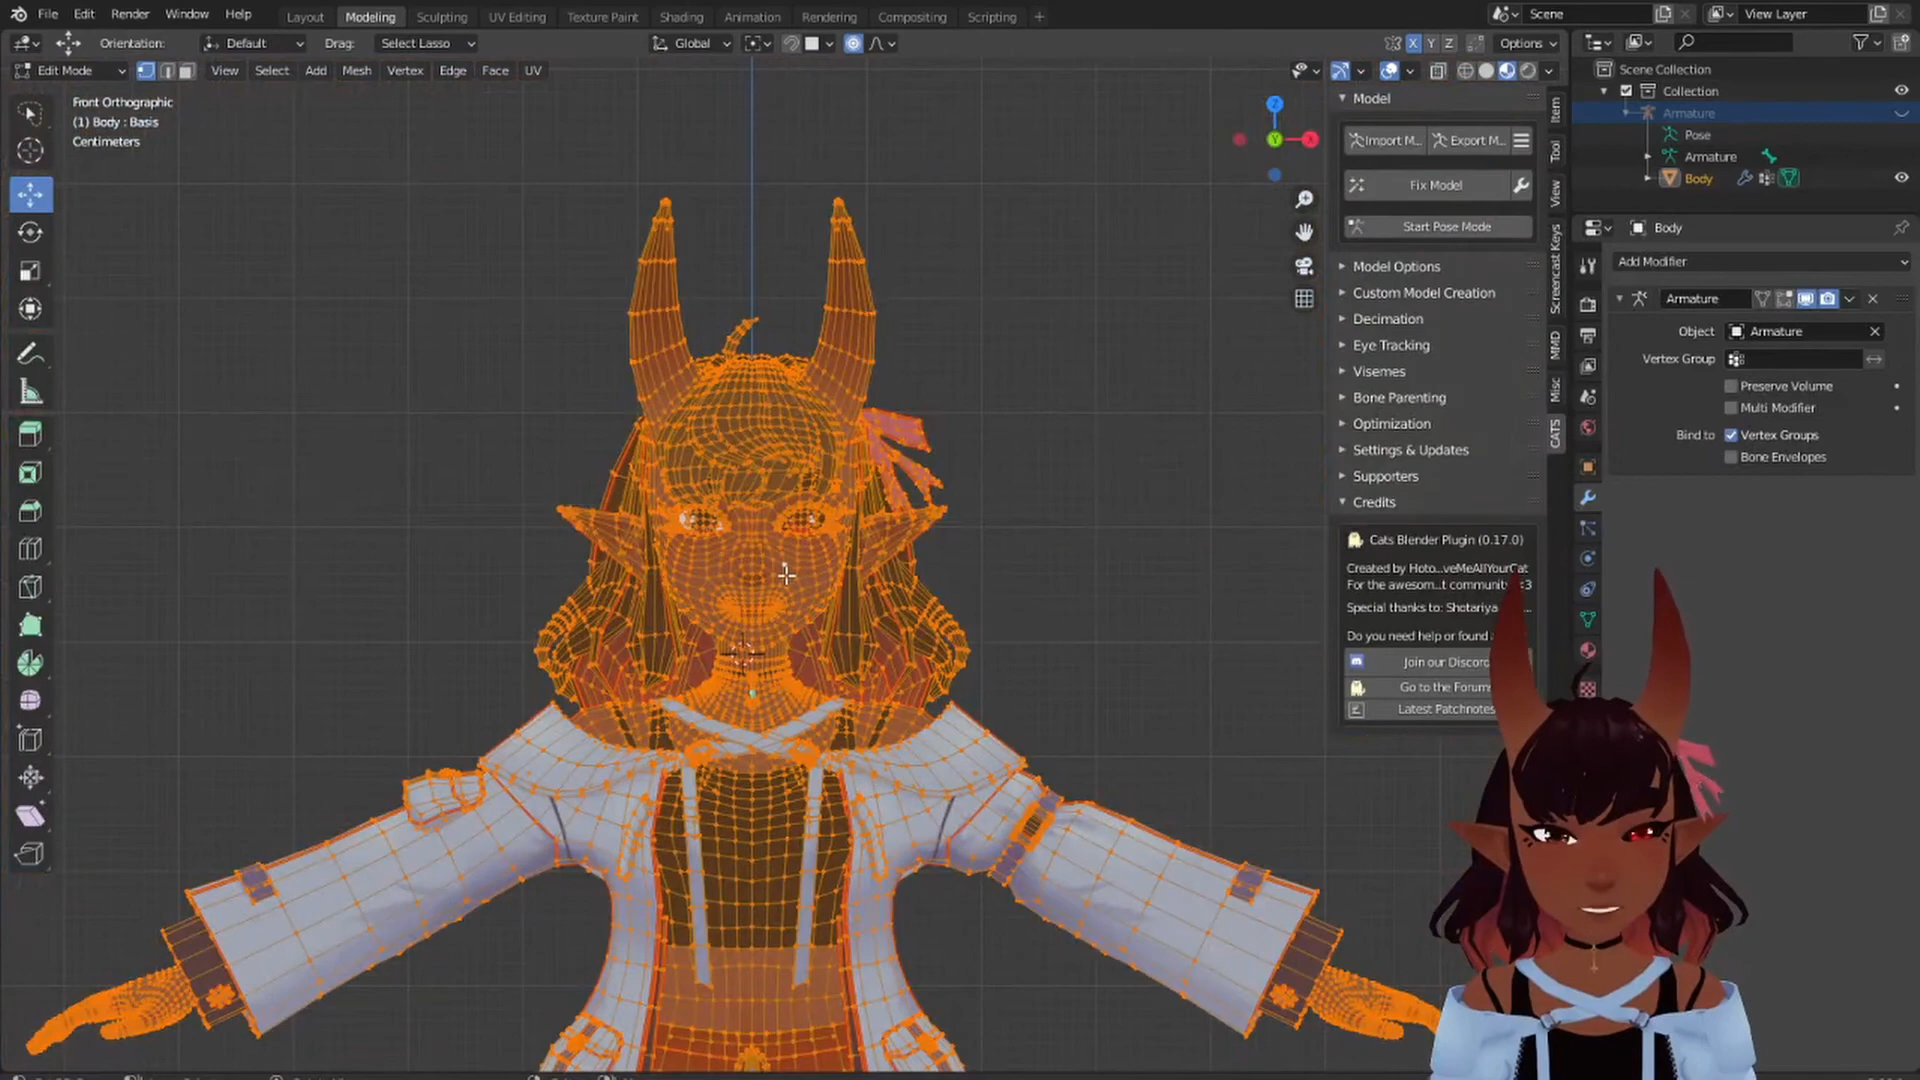 File Edit Render Window Help
Layout Modeling Sculpting UV Editing Texture Paint Shading Animation Rendering Compositing Scripting +
Scene
View Layer
Orientation: Default Drag: Select Lasso
Global
X Y Z Options
Edit Mode View Select Add Mesh Vertex Edge Face UV
Front Orthographic
(1) Body : Basis
Centimeters
Z
Y
X
Model
Import M... Export M...
Fix Model
Start Pose Mode
Model Options
Custom Model Creation
Decimation
Eye Tracking
Visemes
Bone Parenting
Optimization
Settings & Updates
Supporters
Credits
Cats Blender Plugin (0.17.0)
Created by Hoto...veMeAllYourCat
For the awesom...t community <3
Special thanks to: Shotariya
Do you need help or found
Join our Discord
Go to the Forum
Latest Patchnotes
Item
Tool
View
Screencast Keys
MMD
Misc
CATS
Scene Collection
Collection
Armature
Pose
Armature
Body
Body
Add Modifier
Armature
Object Armature
Vertex Group
Preserve Volume
Multi Modifier
Bind to Vertex Groups
Bone Envelopes